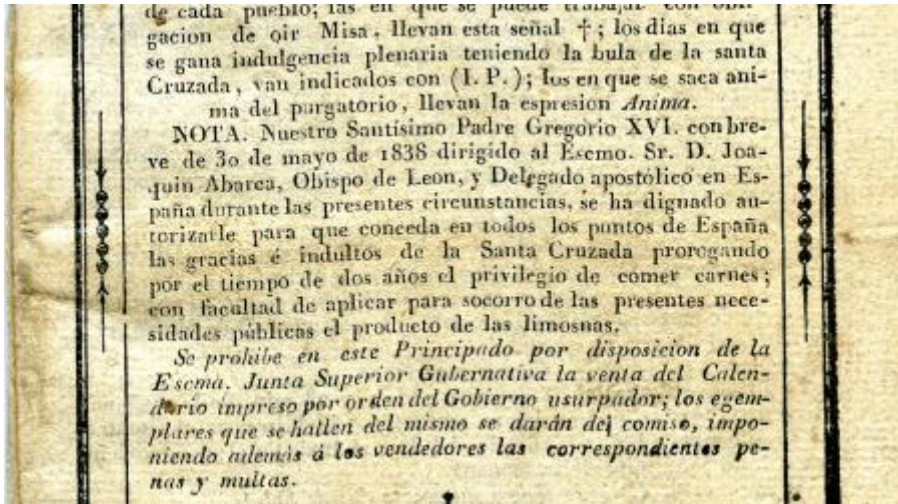 de cada pueblo; las en que se puede trabajar con obli-
gacion de oir Misa, llevan esta señal †; los dias en que
se gana indulgencia plenaria teniendo la bula de la santa
Cruzada, van indicados con (I. P.); los en que se saca ani-
ma del purgatorio, llevan la espresion Anima.
NOTA. Nuestro Santísimo Padre Gregorio XVI. con bre-
ve de 30 de mayo de 1838 dirigido al Escmo. Sr. D. Joa-
quin Abarca, Obispo de Leon, y Delegado apostólico en Es-
paña durante las presentes circunstancias, se ha dignado au-
torizarle para que conceda en todos los puntos de España
las gracias é indultos de la Santa Cruzada prorogando
por el tiempo de dos años el privilegio de comer carnes;
con facultad de aplicar para socorro de las presentes nece-
sidades públicas el producto de las limosnas.
Se prohibe en este Principado por disposicion de la
Escma. Junta Superior Gubernativa la venta del Calen-
dario impreso por orden del Gobierno usurpador; los egem-
plares que se hallen del mismo se darán de comiso, impo-
niendo además á los vendedores las correspondientes pe-
nas y multas.